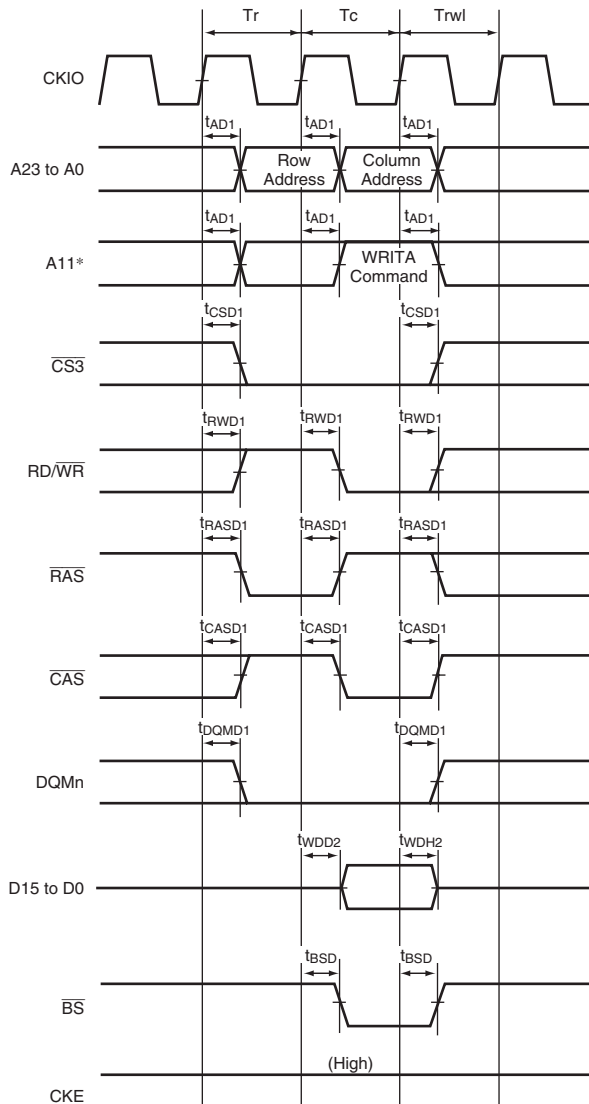 Tr Tc Trwl
CKIO
tAD1 tAD1 tAD1
A23 to A0 Row Address Column Address
tAD1 tAD1 tAD1
A11* WRITA Command
tCSD1 tCSD1
CS3
tRWD1 tRWD1 tRWD1
RD/WR
tRASD1 tRASD1 tRASD1
RAS
tCASD1 tCASD1 tCASD1
CAS
tDQMD1 tDQMD1
DQMn
tWDD2 tWDH2
D15 to D0
tBSD tBSD
BS
(High)
CKE